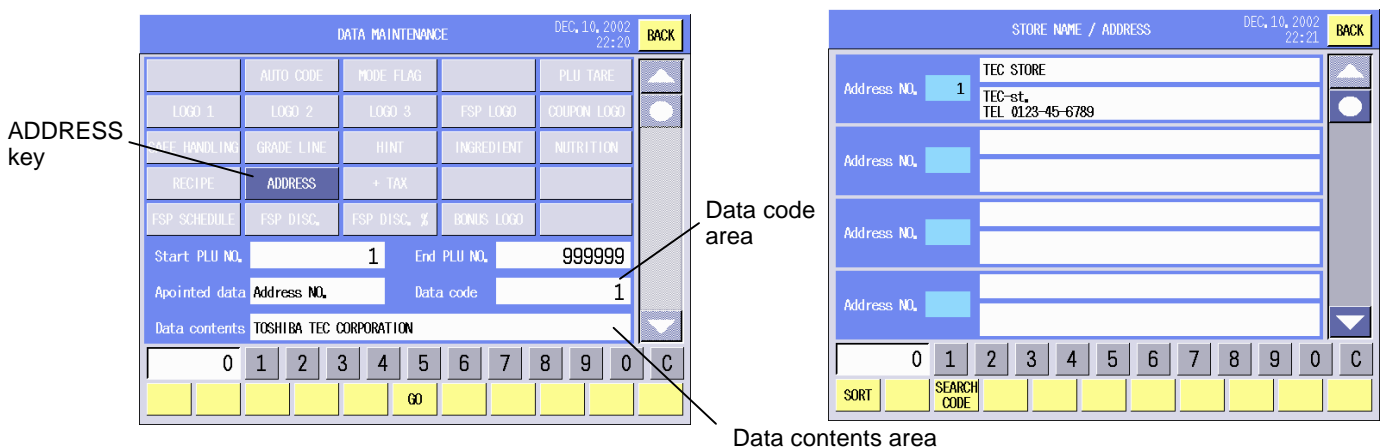 DATA MAINTENANCE
DEC.10.2002
22:20
BACK
AUTO CODE MODE FLAG PLU TARE
LOGO 1 LOGO 2 LOGO 3 FSP LOGO COUPON LOGO
SAFE HANDLING GRADE LINE HINT INGREDIENT NUTRITION
RECIPE ADDRESS + TAX
FSP SCHEDULE FSP DISC. FSP DISC. % BONUS LOGO
Start PLU NO. 1 End PLU NO. 999999
Apointed data Address NO. Data code 1
Data contents TOSHIBA TEC CORPORATION
0 1 2 3 4 5 6 7 8 9 0 C
GO
ADDRESS
key
Data code
area
Data contents area
STORE NAME / ADDRESS
DEC.10.2002
22:21
BACK
Address NO. 1
TEC STORE
TEC-st.
TEL 0123-45-6789
Address NO.
Address NO.
Address NO.
0 1 2 3 4 5 6 7 8 9 0 C
SORT
SEARCH
CODE